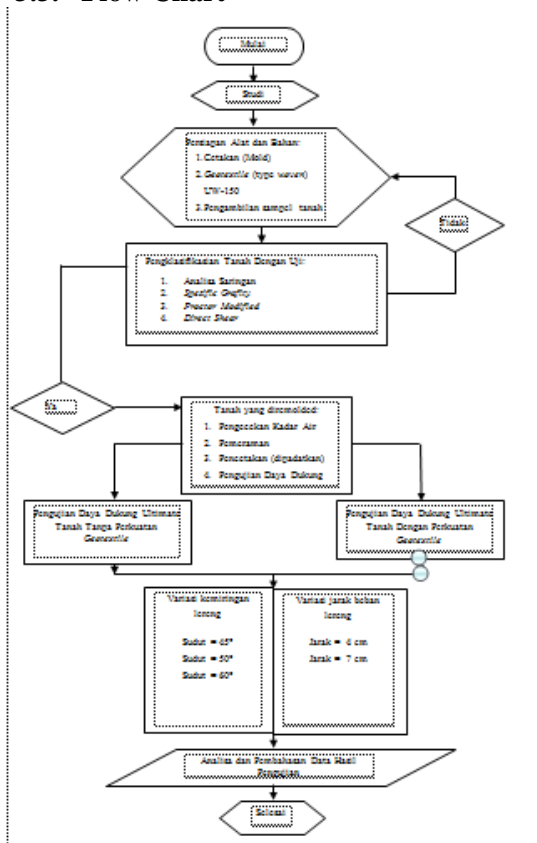 3.3. Flow Chart
Mulai
Studi
Persiapan Alat dan Bahan:
1. Cetakan (Mold)
2. Geotextile (type woven)
UW-150
3. Pengambilan sampel tanah
Tidak
Pengklasifikasian Tanah Dengan Uji:
1. Analisa Saringan
2. Spesific Grafity
3. Proctor Modified
4. Direct Shear
Ya
Tanah yang diremolded:
1. Pengecekan Kadar Air
2. Pemeraman
3. Pencetakan (dipadatkan)
4. Pengujian Daya Dukung
Pengujian Daya Dukung Ultimate
Tanah Tanpa Perkuatan
Geotextile
Pengujian Daya Dukung Ultimate
Tanah Dengan Perkuatan
Geotextile
Variasi kemiringan
lereng
Sudut = 45°
Sudut = 50°
Sudut = 60°
Variasi jarak beban
lereng
Jarak = 4 cm
Jarak = 7 cm
Analisa dan Pembahasan Data Hasil
Pengujian
Selesai